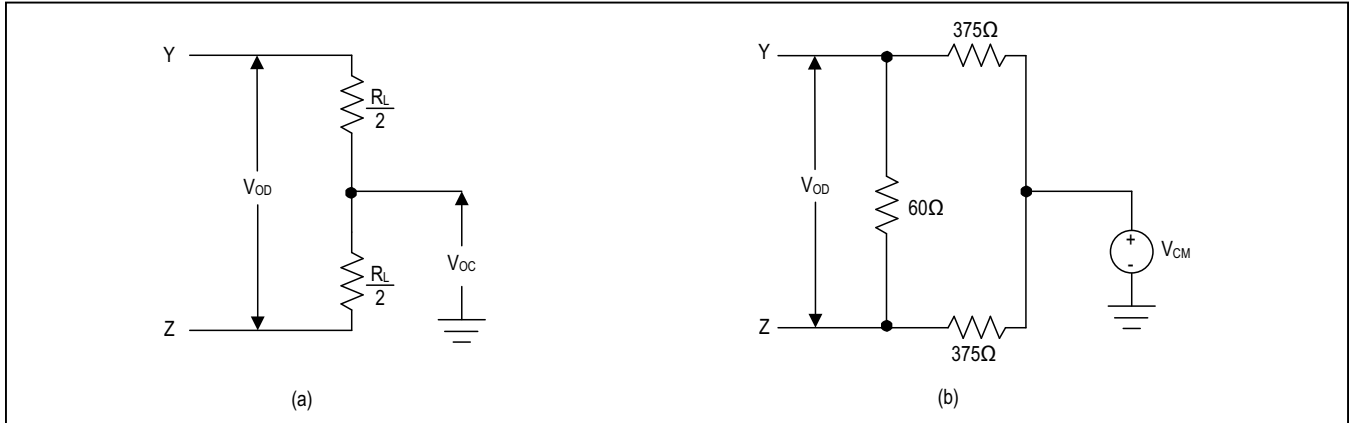 Y
R_L
2
V_OD
V_OC
R_L
2
Z
(a)
375Ω
Y
V_OD
60Ω
+
-
V_CM
Z
375Ω
(b)